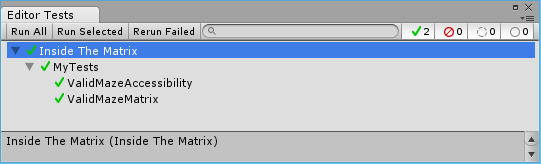 Editor Tests
Run All Run Selected Rerun Failed 2 0 0 0
Inside The Matrix
MyTests
ValidMazeAccessibility
ValidMazeMatrix
Inside The Matrix (Inside The Matrix)